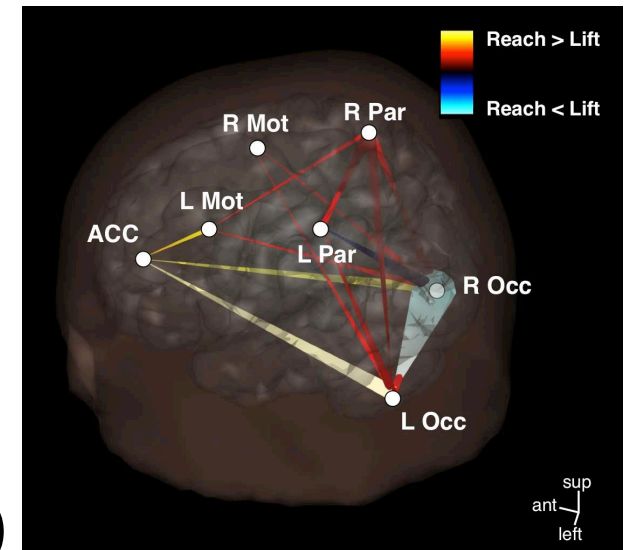 Reach > Lift
Reach < Lift
R Par
R Mot
L Mot
ACC
L Par
R Occ
L Occ
sup
ant
left
)